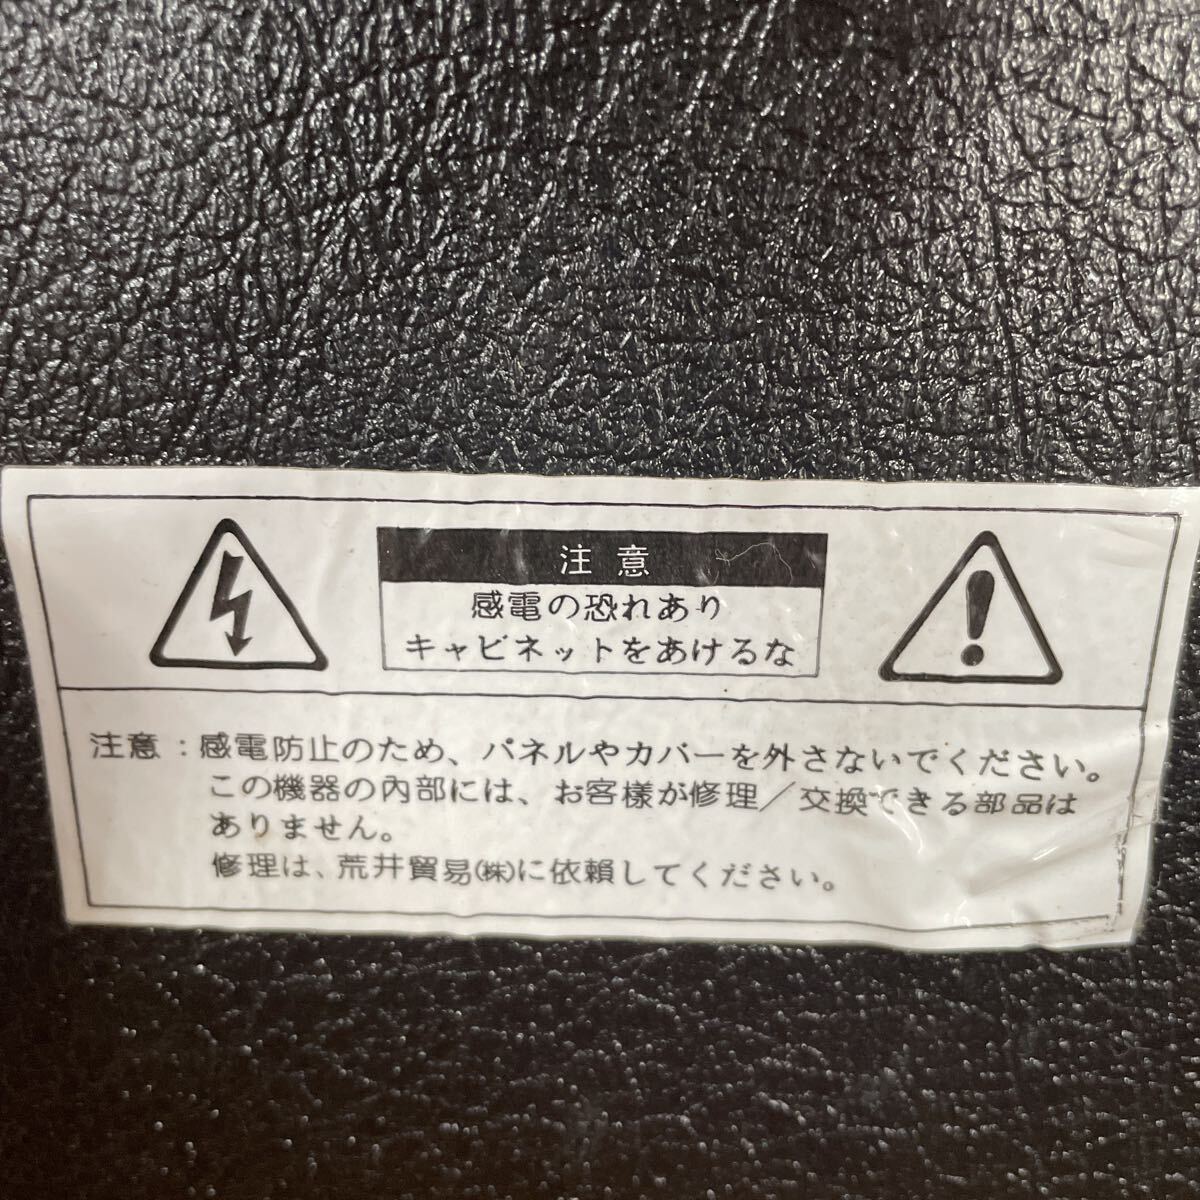 注意
感電の恐れあり
キャビネットをあけるな
注意：感電防止のため、パネルやカバーを外さないでください。
この機器の内部には、お客様が修理／交換できる部品は
ありません。
修理は、荒井貿易㈱に依頼してください。